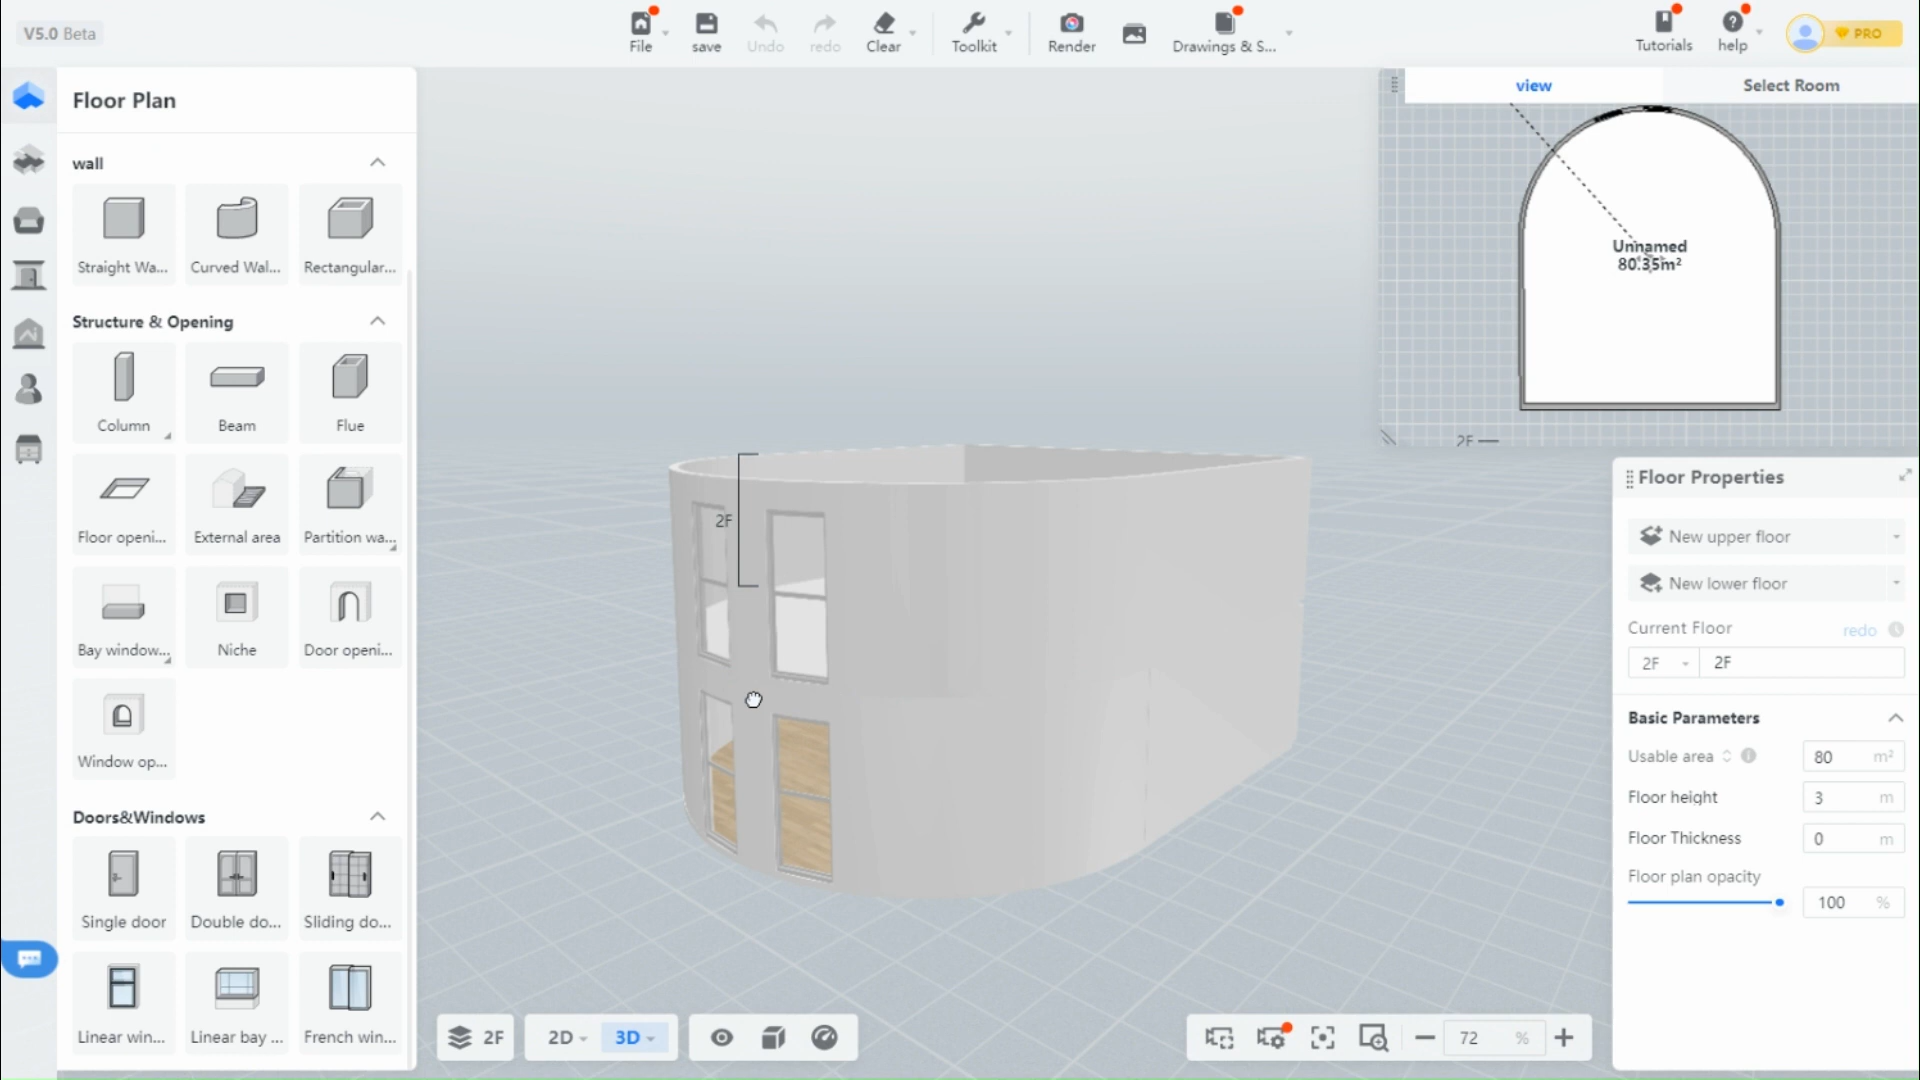 V5.0 Beta
File
save
Undo
redo
Clear
Toolkit
Render
Drawings & S...
Tutorials
help
PRO
Floor Plan
wall
Straight Wa...
Curved Wal...
Rectangular...
Structure & Opening
Column
Beam
Flue
Floor openi...
External area
Partition wa...
Bay window...
Niche
Door openi...
Window op...
Doors&Windows
Single door
Double do...
Sliding do...
Linear win...
Linear bay ...
French win...
2F
view
Select Room
Unnamed
80.35m²
2F
Floor Properties
New upper floor
New lower floor
Current Floor
redo
2F
2F
Basic Parameters
Usable area
80 m²
Floor height
3 m
Floor Thickness
0 m
Floor plan opacity
100 %
2F
2D
3D
72 %